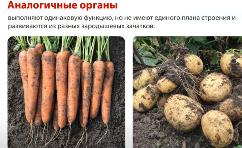 Аналогичные органы
выполняют одинаковую функцию, но не имеют единого плана строения и
развиваются из разных зародышевых зачатков.